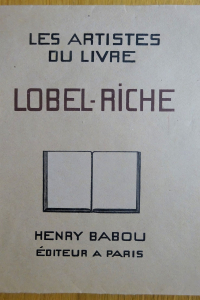 LES ARTISTES
DU LIVRE
LOBEL-RICHE
HENRY BABOU
ÉDITEUR A PARIS